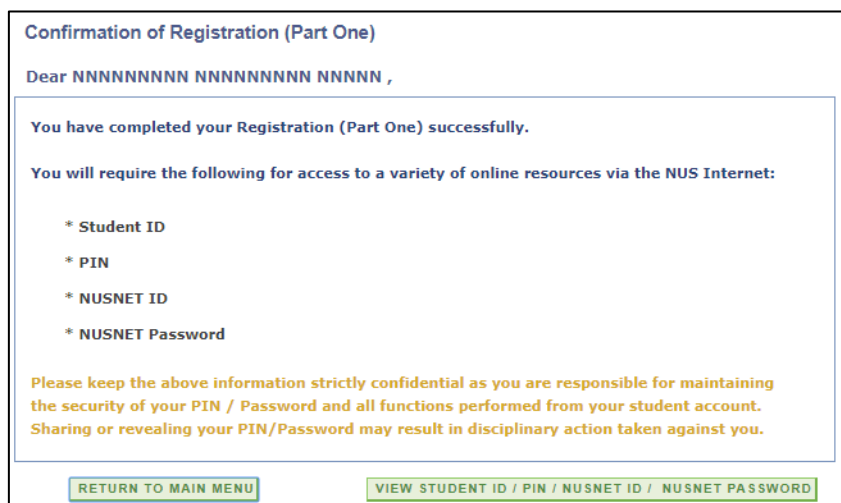 Confirmation of Registration (Part One)
Dear NNNNNNNNN NNNNNNNNN NNNNN ,
You have completed your Registration (Part One) successfully.
You will require the following for access to a variety of online resources via the NUS Internet:
* Student ID
* PIN
* NUSNET ID
* NUSNET Password
Please keep the above information strictly confidential as you are responsible for maintaining
the security of your PIN / Password and all functions performed from your student account.
Sharing or revealing your PIN/Password may result in disciplinary action taken against you.
RETURN TO MAIN MENU VIEW STUDENT ID / PIN / NUSNET ID / NUSNET PASSWORD